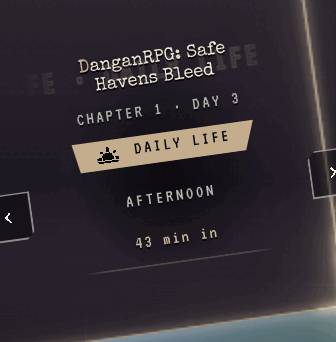 DanganRPG: Safe
Havens Bleed
CHAPTER 1 · DAY 3
DAILY LIFE
AFTERNOON
43 min in